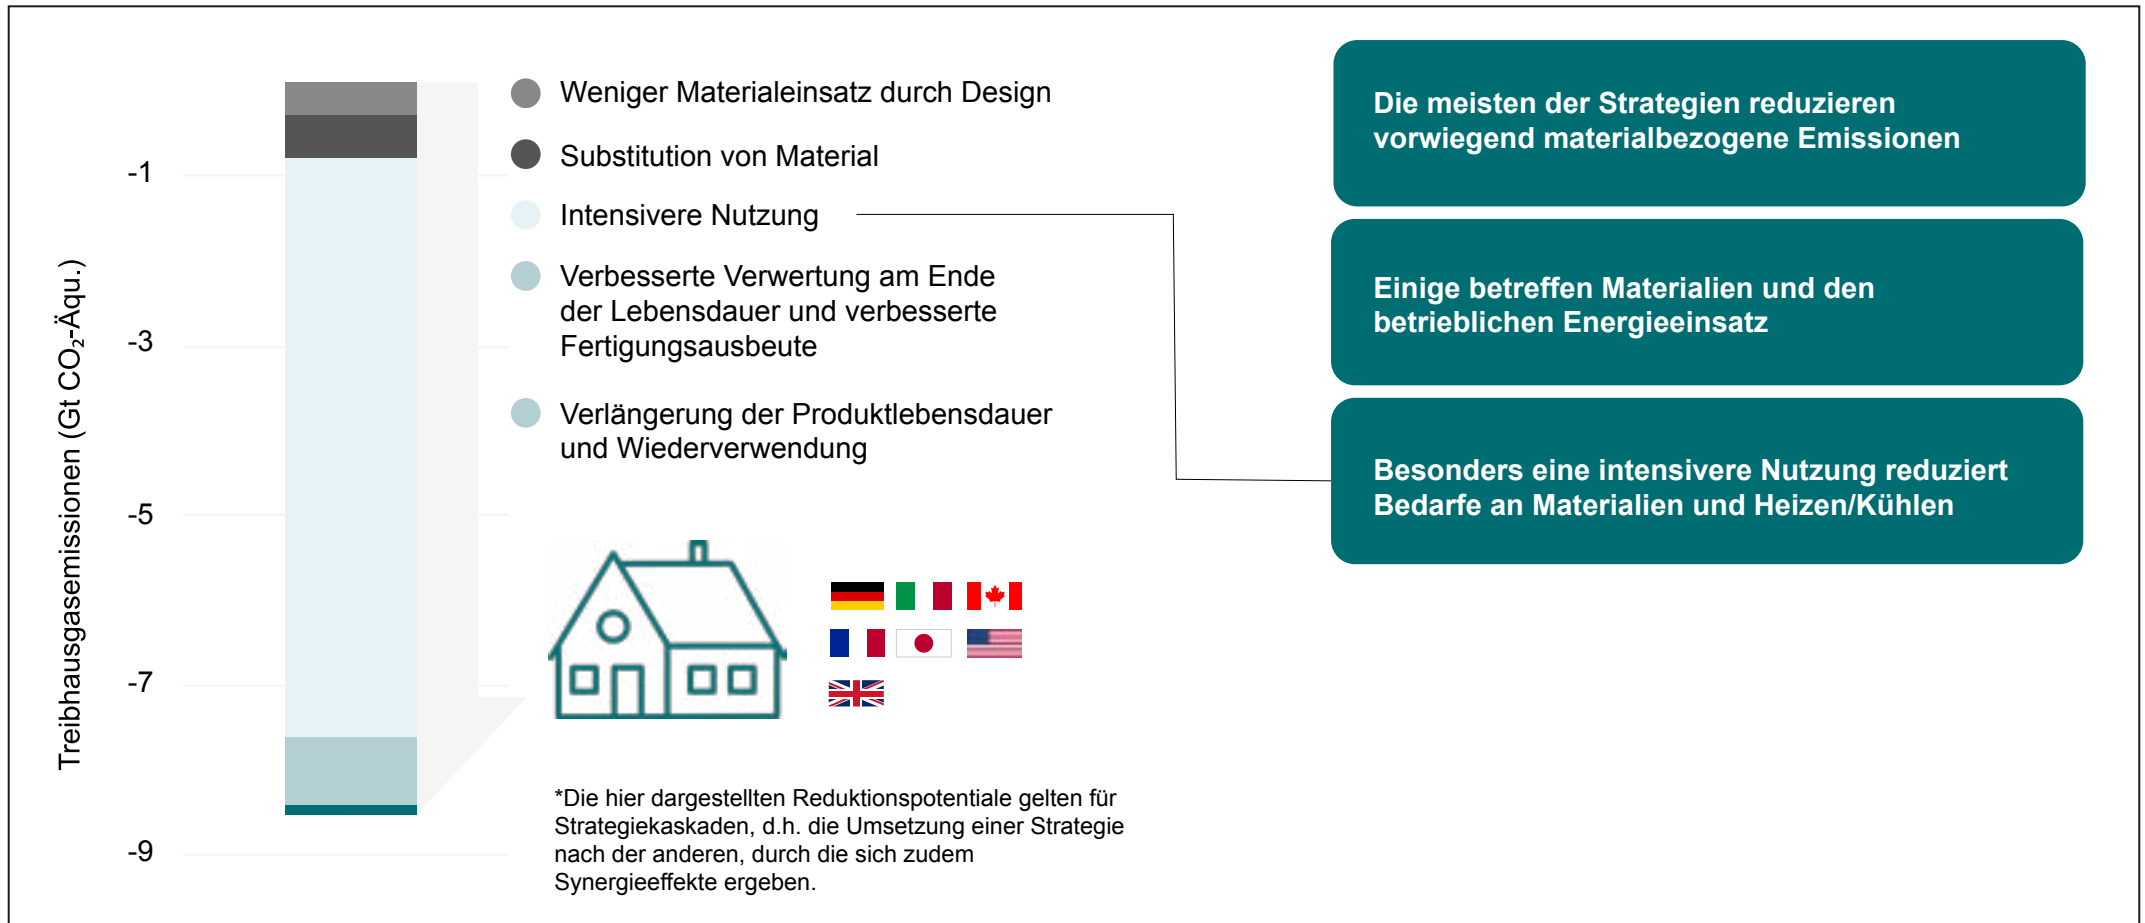 Treibhausgasemissionen (Gt CO₂-Äqu.)
-1
-3
-5
-7
-9
Weniger Materialeinsatz durch Design
Substitution von Material
Intensivere Nutzung
Verbesserte Verwertung am Ende
der Lebensdauer und verbesserte
Fertigungsausbeute
Verlängerung der Produktlebensdauer
und Wiederverwendung
*Die hier dargestellten Reduktionspotentiale gelten für
Strategiekaskaden, d.h. die Umsetzung einer Strategie
nach der anderen, durch die sich zudem
Synergieeffekte ergeben.
Die meisten der Strategien reduzieren
vorwiegend materialbezogene Emissionen
Einige betreffen Materialien und den
betrieblichen Energieeinsatz
Besonders eine intensivere Nutzung reduziert
Bedarfe an Materialien und Heizen/Kühlen